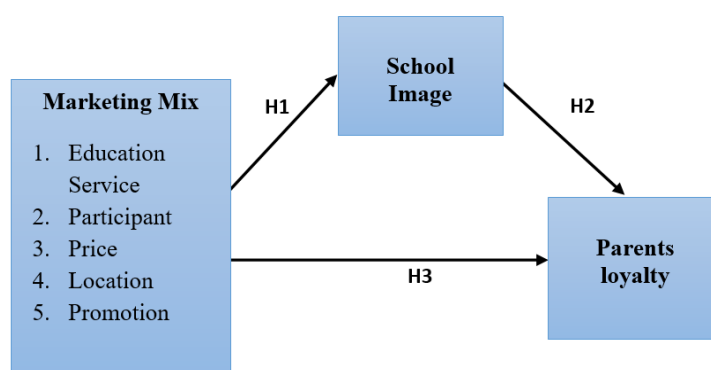 Marketing Mix
1. Education
Service
2. Participant
3. Price
4. Location
5. Promotion
H1
School
Image
H2
H3
Parents
loyalty